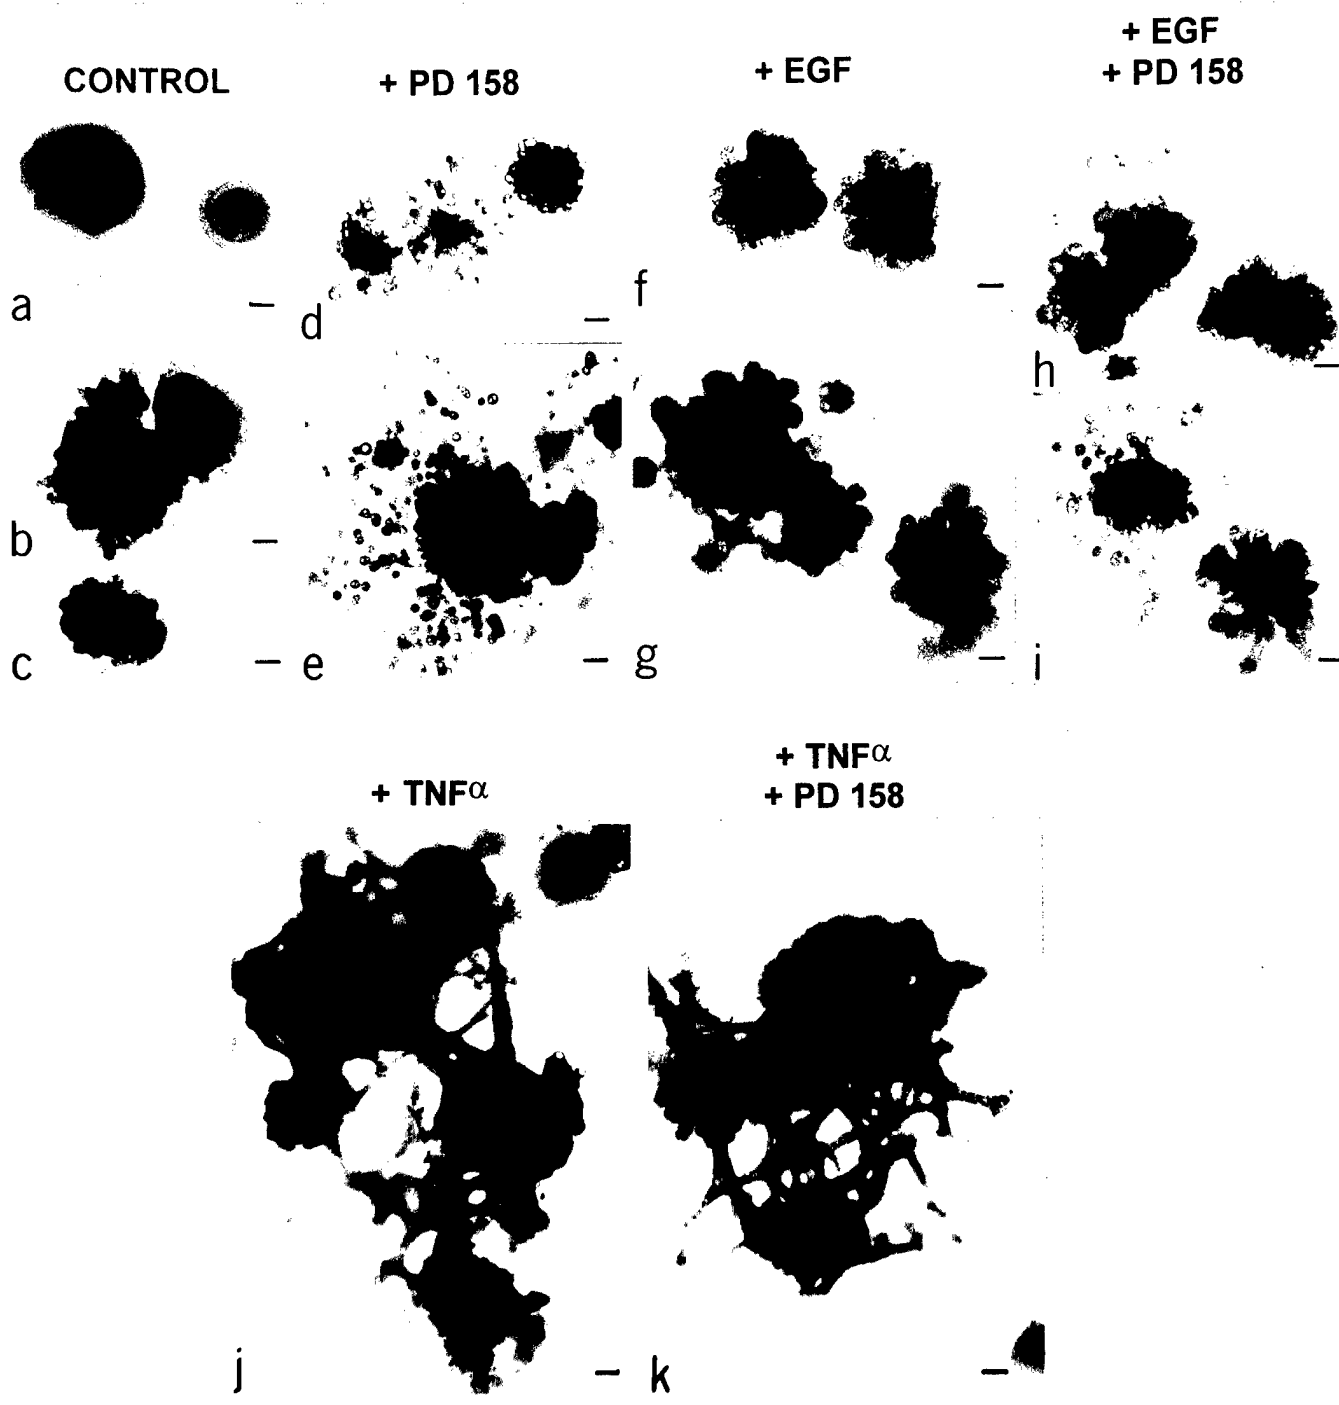 CONTROL
+ PD 158
+ EGF
+ EGF
+ PD 158
a
d
f
h
b
e
g
i
c
+ TNFα
+ TNFα
+ PD 158
j
k